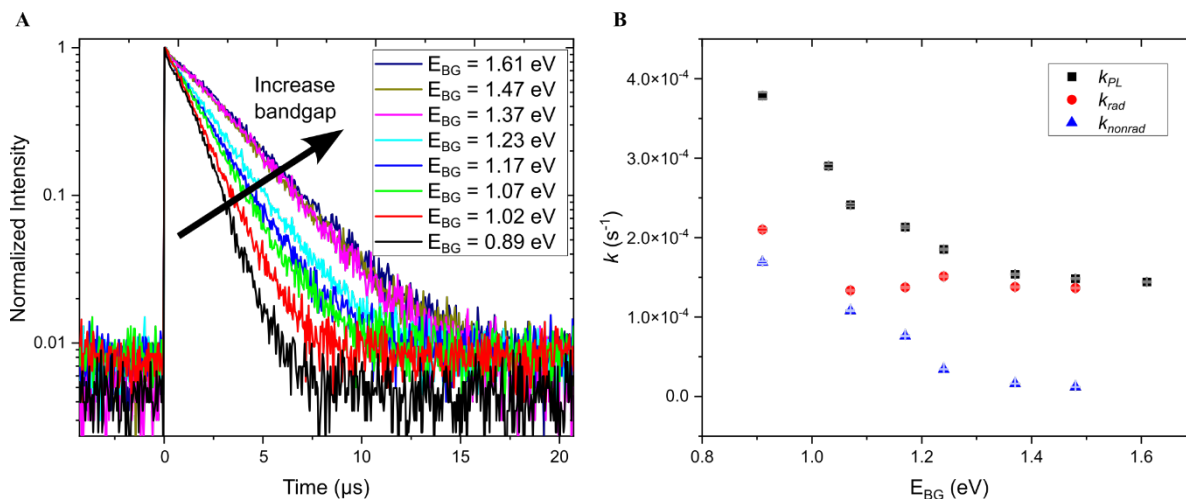 A
B
Normalized Intensity
1
0.1
0.01
Increase
bandgap
E_BG = 1.61 eV
E_BG = 1.47 eV
E_BG = 1.37 eV
E_BG = 1.23 eV
E_BG = 1.17 eV
E_BG = 1.07 eV
E_BG = 1.02 eV
E_BG = 0.89 eV
0 5 10 15 20
Time (µs)
k (s⁻¹)
4.0×10⁻⁴
3.0×10⁻⁴
2.0×10⁻⁴
1.0×10⁻⁴
0.0
k_PL
k_rad
k_nonrad
0.8 1.0 1.2 1.4 1.6
E_BG (eV)